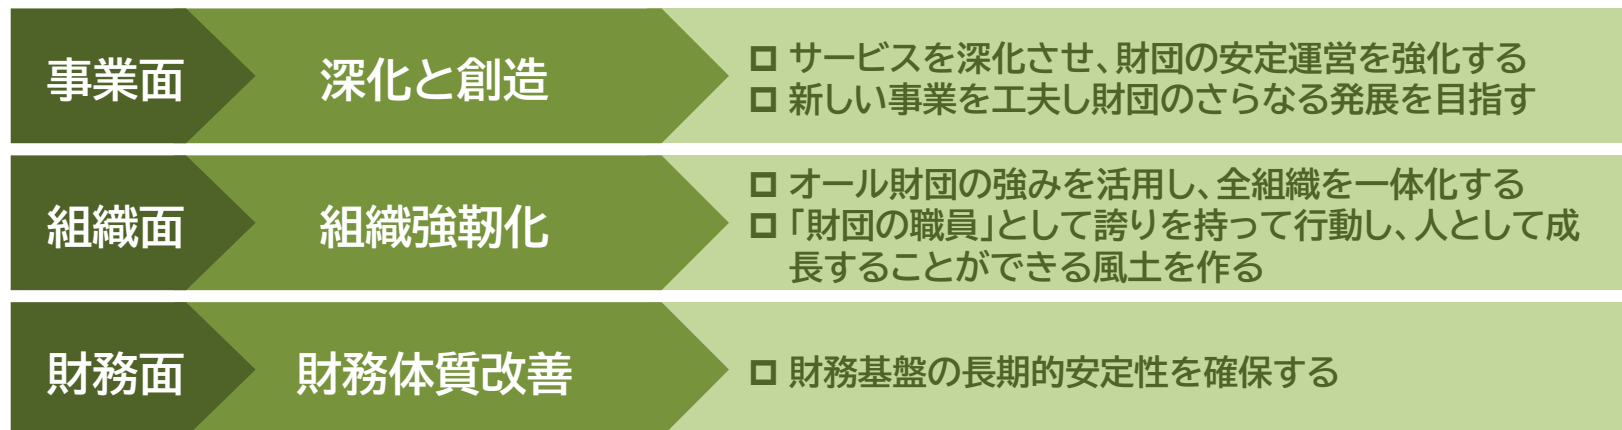 事業面
深化と創造
□ サービスを深化させ、財団の安定運営を強化する
□ 新しい事業を工夫し財団のさらなる発展を目指す
組織面
組織強靭化
□ オール財団の強みを活用し、全組織を一体化する
□ 「財団の職員」として誇りを持って行動し、人として成
長することができる風土を作る
財務面
財務体質改善
□ 財務基盤の長期的安定性を確保する